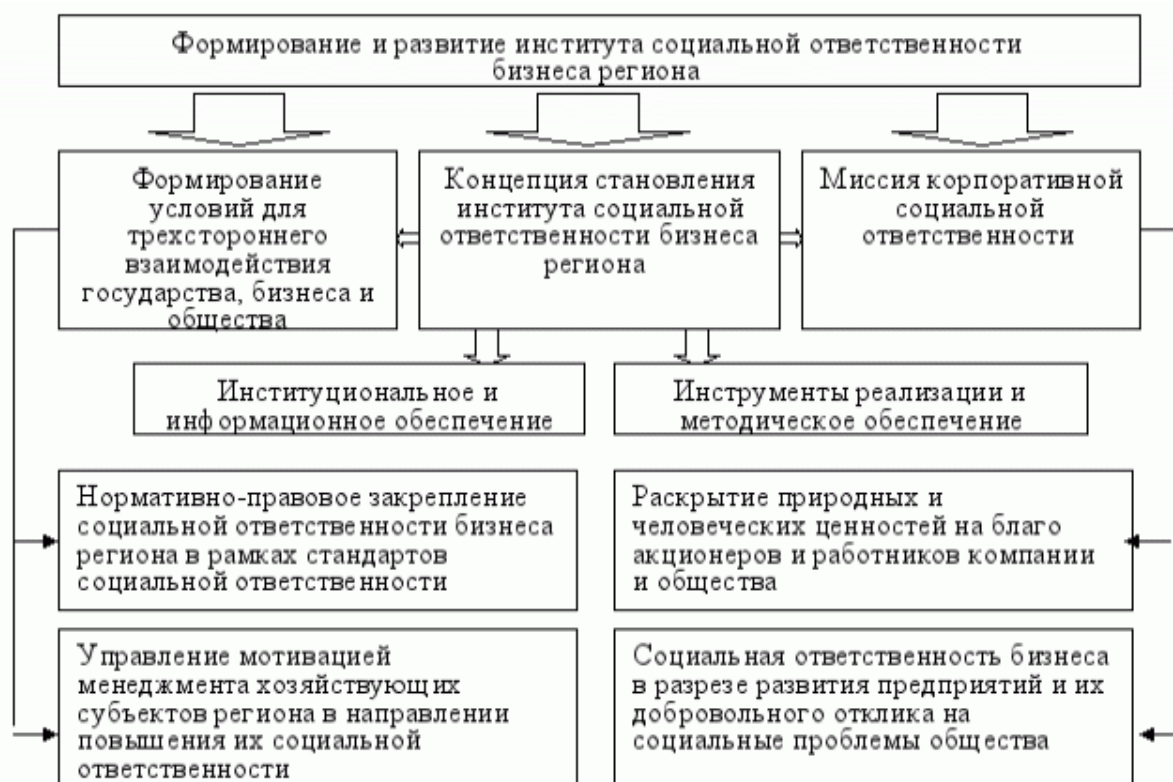 Формирование и развитие института социальной ответственности
бизнеса региона
Формирование
условий для
трехстороннего
взаимодействия
государства, бизнеса и
общества
Концепция становления
института социальной
ответственности бизнеса
региона
Миссия корпоративной
социальной
ответственности
Институциональное и
информационное обеспечение
Инструменты реализации и
методическое обеспечение
Нормативно-правовое закрепление
социальной ответственности бизнеса
региона в рамках стандартов
социальной ответственности
Раскрытие природных и
человеческих ценностей на благо
акционеров и работников компании
и общества
Управление мотивацией
менеджмента хозяйствующих
субъектов региона в направлении
повышения их социальной
ответственности
Социальная ответственность бизнеса
в разрезе развития предприятий и их
добровольного отклика на
социальные проблемы общества